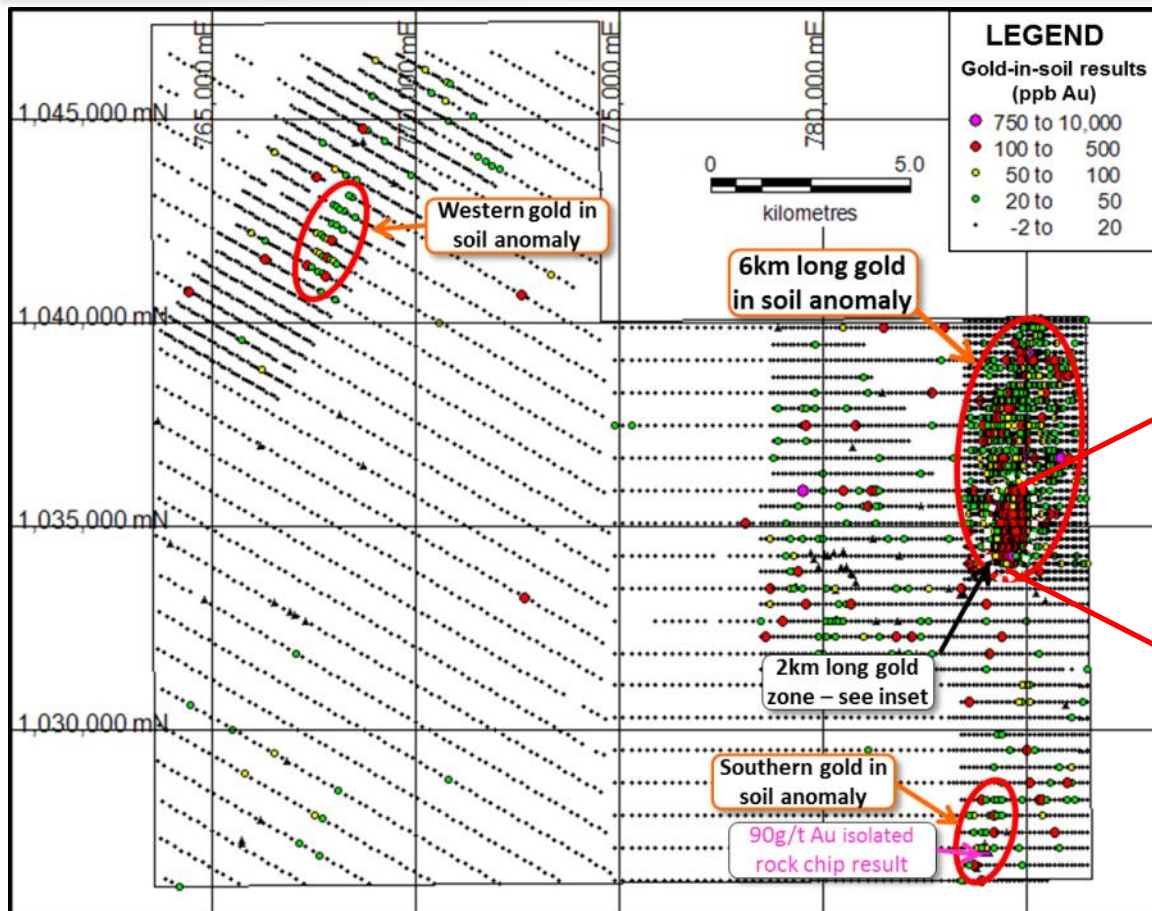 765,000 mE
770,000 mE
775,000 mE
780,000 mE
1,045,000 mN
1,040,000 mN
1,035,000 mN
1,030,000 mN
LEGEND
Gold-in-soil results
(ppb Au)
750 to 10,000
100 to 500
50 to 100
20 to 50
-2 to 20
0 5.0
kilometres
Western gold in
soil anomaly
6km long gold
in soil anomaly
2km long gold
zone – see inset
Southern gold in
soil anomaly
90g/t Au isolated
rock chip result